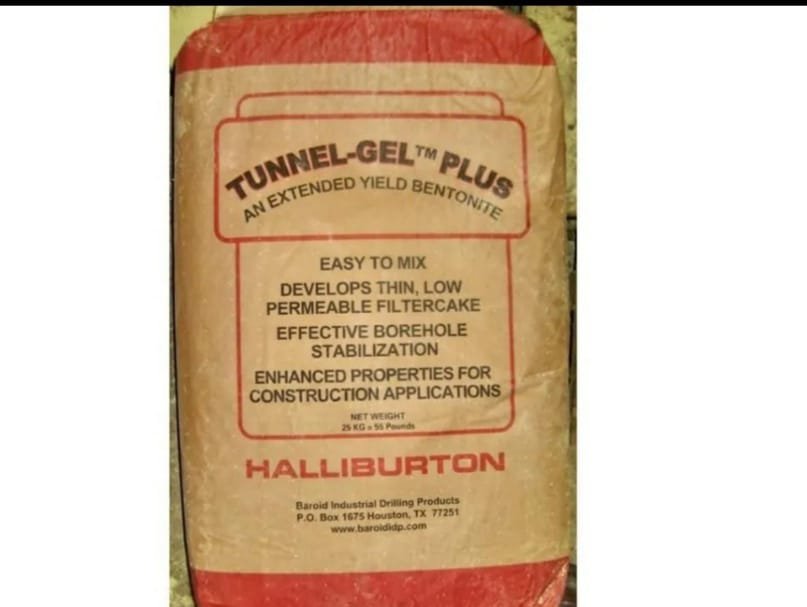 TUNNEL-GEL™ PLUS
AN EXTENDED YIELD BENTONITE
EASY TO MIX
DEVELOPS THIN, LOW
PERMEABLE FILTERCAKE
EFFECTIVE BOREHOLE
STABILIZATION
ENHANCED PROPERTIES FOR
CONSTRUCTION APPLICATIONS
NET WEIGHT
25 KG = 55 Pounds
HALLIBURTON
Baroid Industrial Drilling Products
P.O. Box 1675 Houston, TX 77251
www.baroididp.com